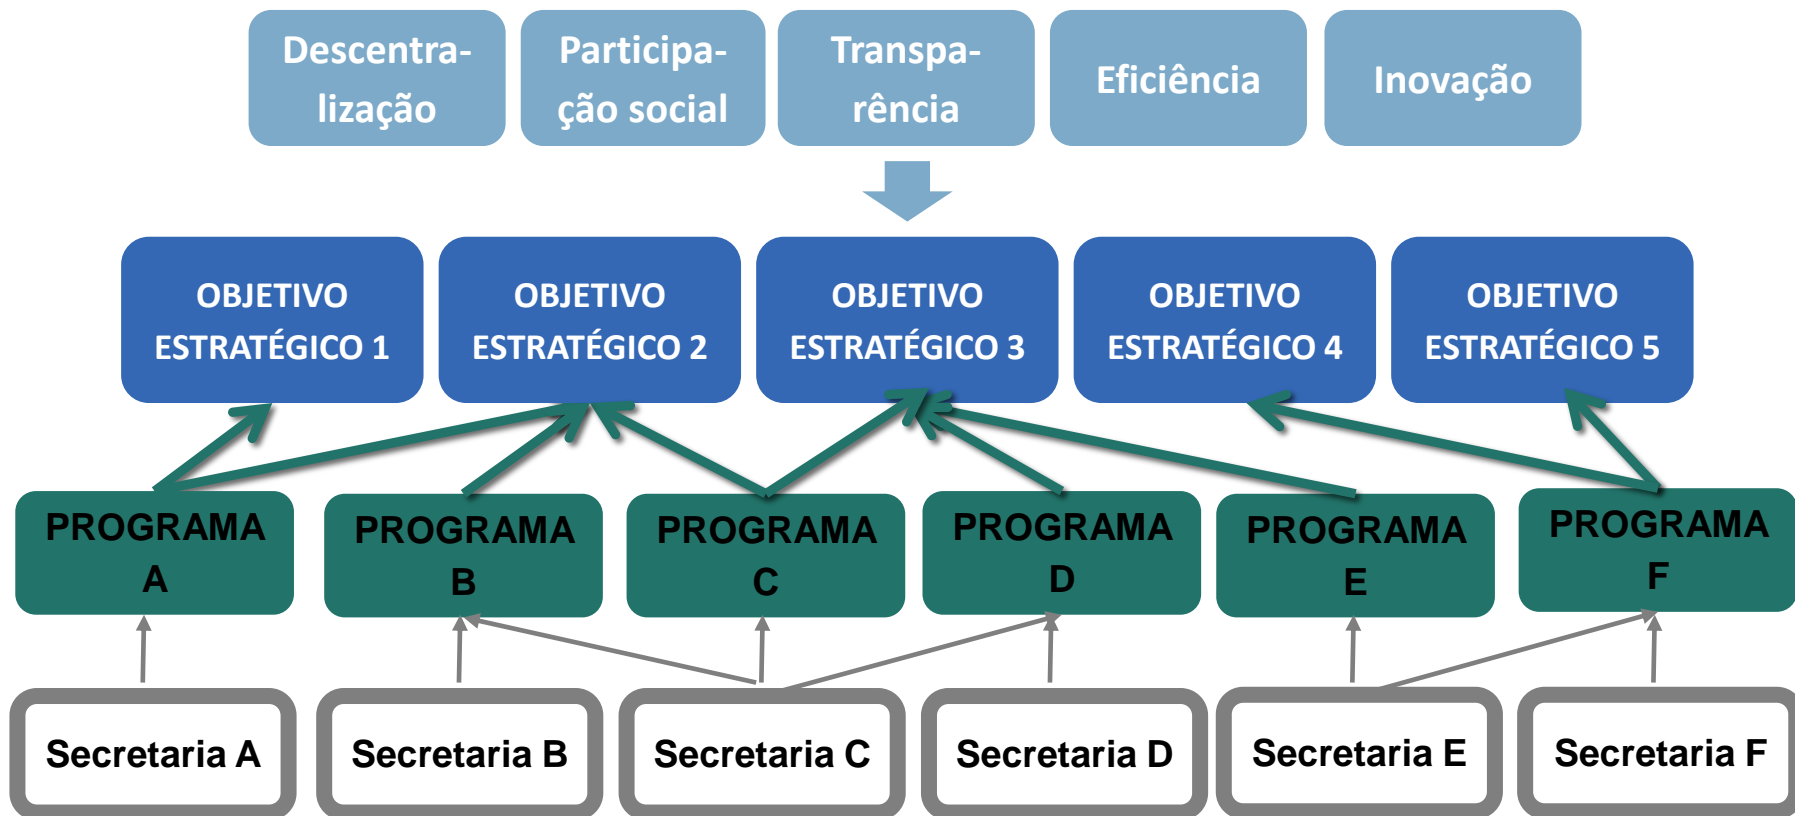 Descentra-
lização
Participa-
ção social
Transpa-
rência
Eficiência
Inovação
OBJETIVO
ESTRATÉGICO 1
OBJETIVO
ESTRATÉGICO 2
OBJETIVO
ESTRATÉGICO 3
OBJETIVO
ESTRATÉGICO 4
OBJETIVO
ESTRATÉGICO 5
PROGRAMA
A
PROGRAMA
B
PROGRAMA
C
PROGRAMA
D
PROGRAMA
E
PROGRAMA
F
Secretaria A
Secretaria B
Secretaria C
Secretaria D
Secretaria E
Secretaria F